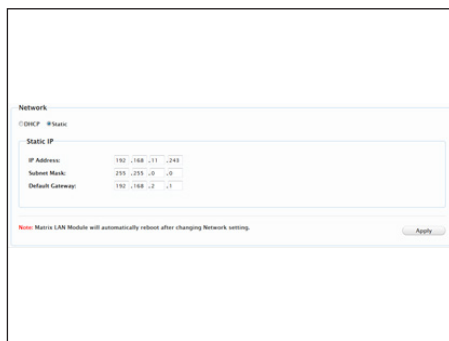 Network
DHCP Static
Static IP
IP Address: 192 .168 .11 .240
Subnet Mask: 255 .255 .0 .0
Default Gateway: 192 .168 .2 .1
Note: Matrix LAN Module will automatically reboot after changing Network setting.
Apply